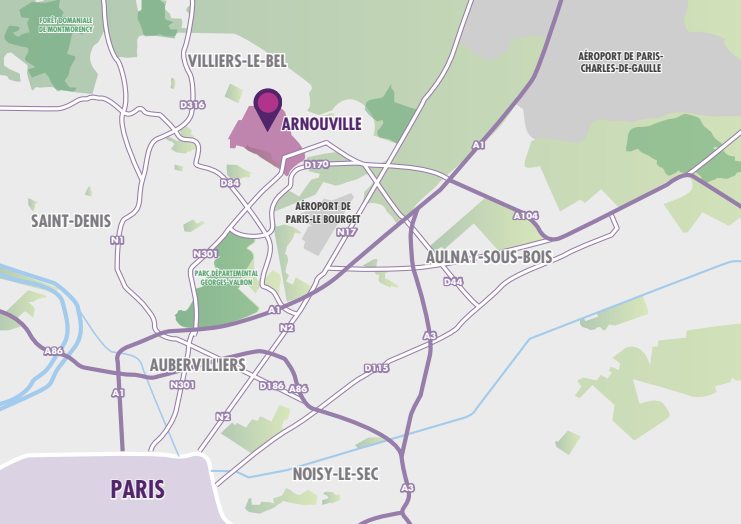 FORÊT DOMANIALE
DE MONTMORENCY
VILLIERS-LE-BEL
AÉROPORT DE PARIS-
CHARLES-DE-GAULLE
D316
ARNOUVILLE
A1
D170
D84
AÉROPORT DE
PARIS-LE BOURGET
A104
SAINT-DENIS
N1
N17
N301
AULNAY-SOUS-BOIS
PARC DÉPARTEMENTAL
GEORGES-VALBON
D44
A1
N2
A3
A86
AUBERVILLIERS
D115
N301
D186
A86
A1
N2
NOISY-LE-SEC
PARIS
A3